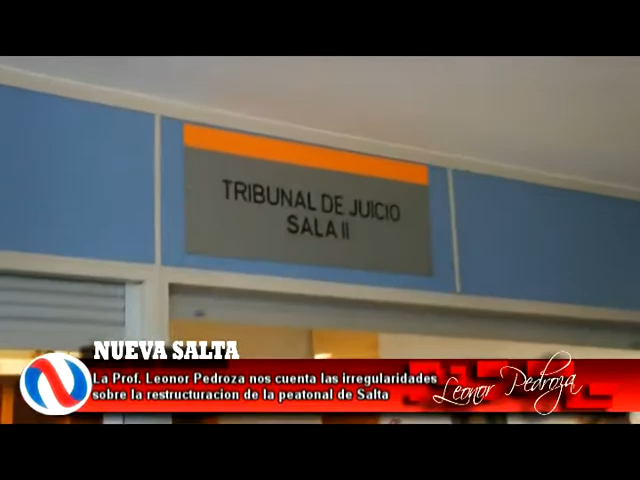 TRIBUNAL DE JUICIO
SALA II
NUEVA SALTA
La Prof. Leonor Pedroza nos cuenta las irregularidades
sobre la restructuracion de la peatonal de Salta
Leonor Pedroza